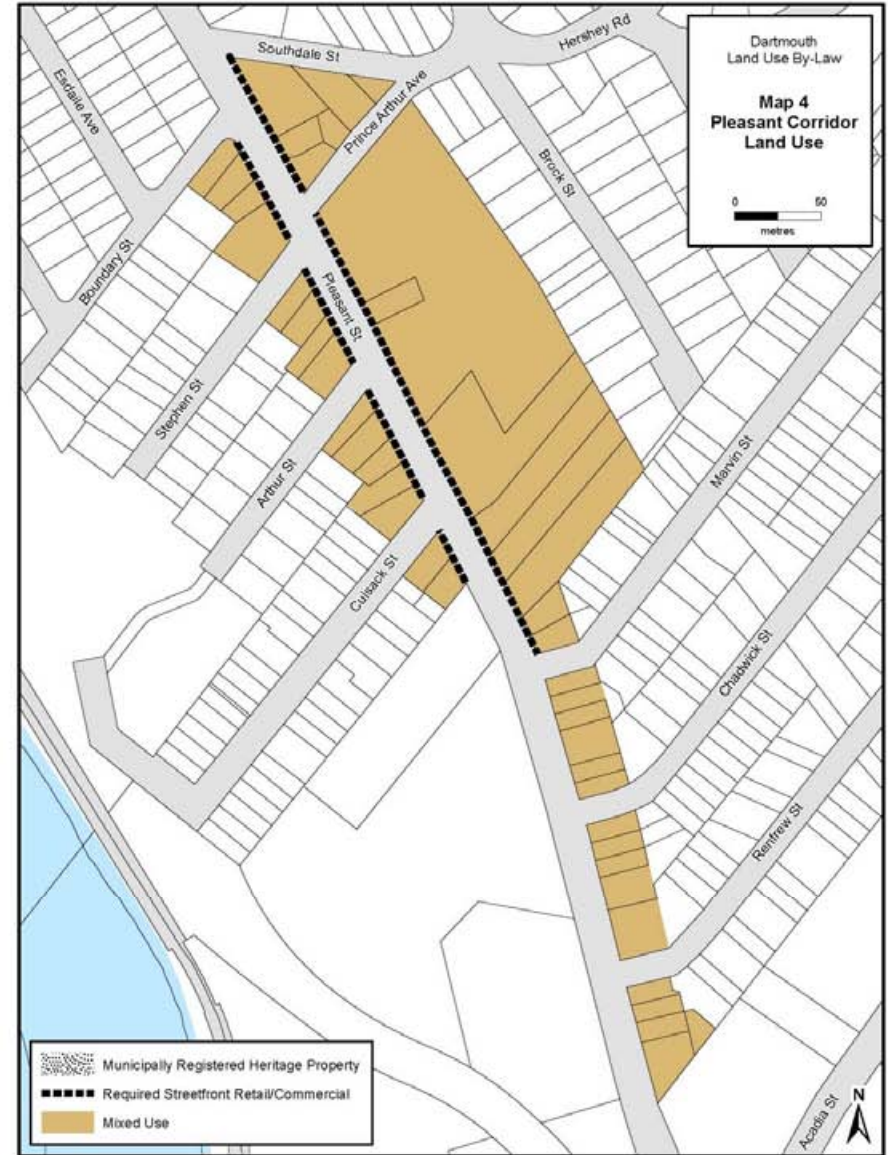 Dartmouth
Land Use By-Law
Map 4
Pleasant Corridor
Land Use
0 50
metres
Southdale St
Hershey Rd
Esdaile Ave
Prince Arthur Ave
Brock St
Boundary St
Pleasant St
Stephen St
Arthur St
Marvin St
Cuisack St
Chadwick St
Renfrew St
Acadia St
N
Municipally Registered Heritage Property
Required Streetfront Retail/Commercial
Mixed Use